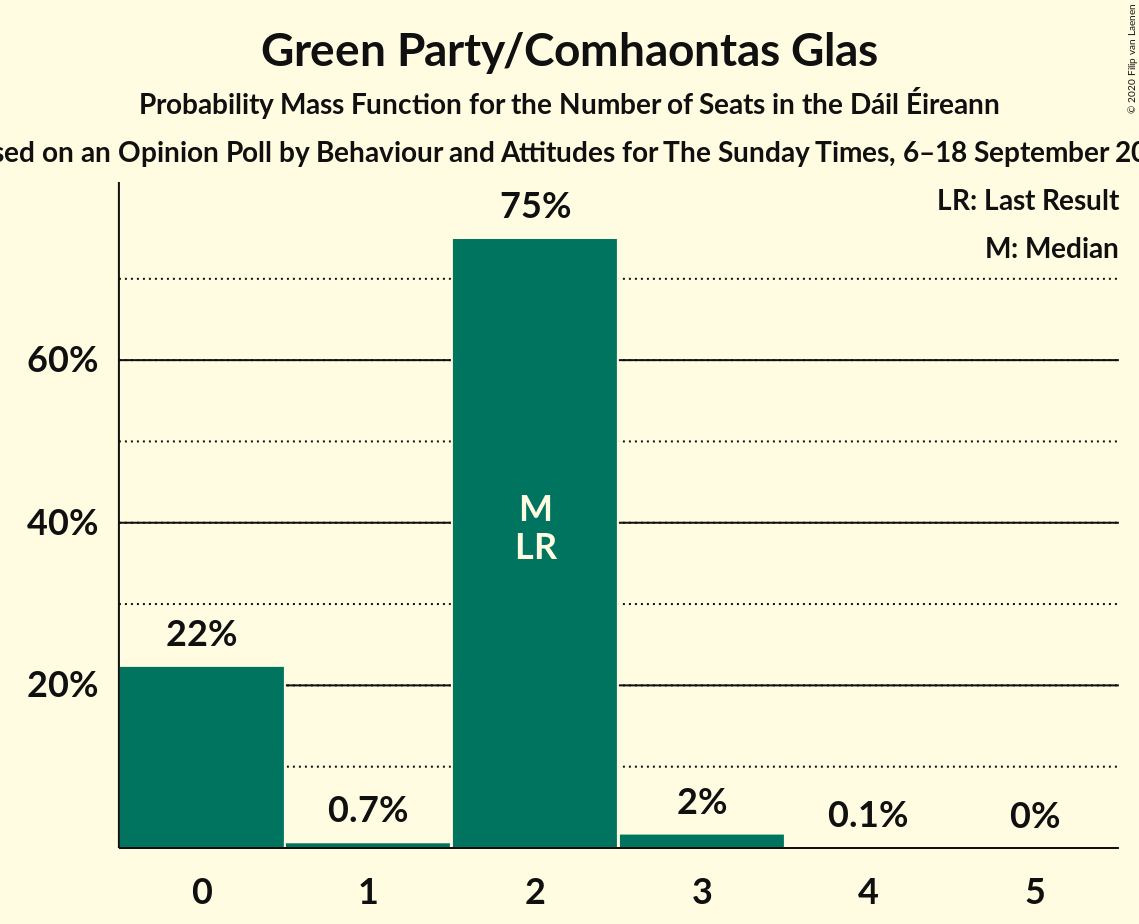 Green Party/Comhaontas Glas
Probability Mass Function for the Number of Seats in the Dáil Éireann
on an Opinion Poll by Behaviour and Attitudes for The Sunday Times, 6–18 September
© 2020 Filip van Laenen
LR: Last Result
M: Median
75%
60%
M
40%
LR
22%
20%
0.7%
2%
0.1%
0%
0 1 2 3 4 5